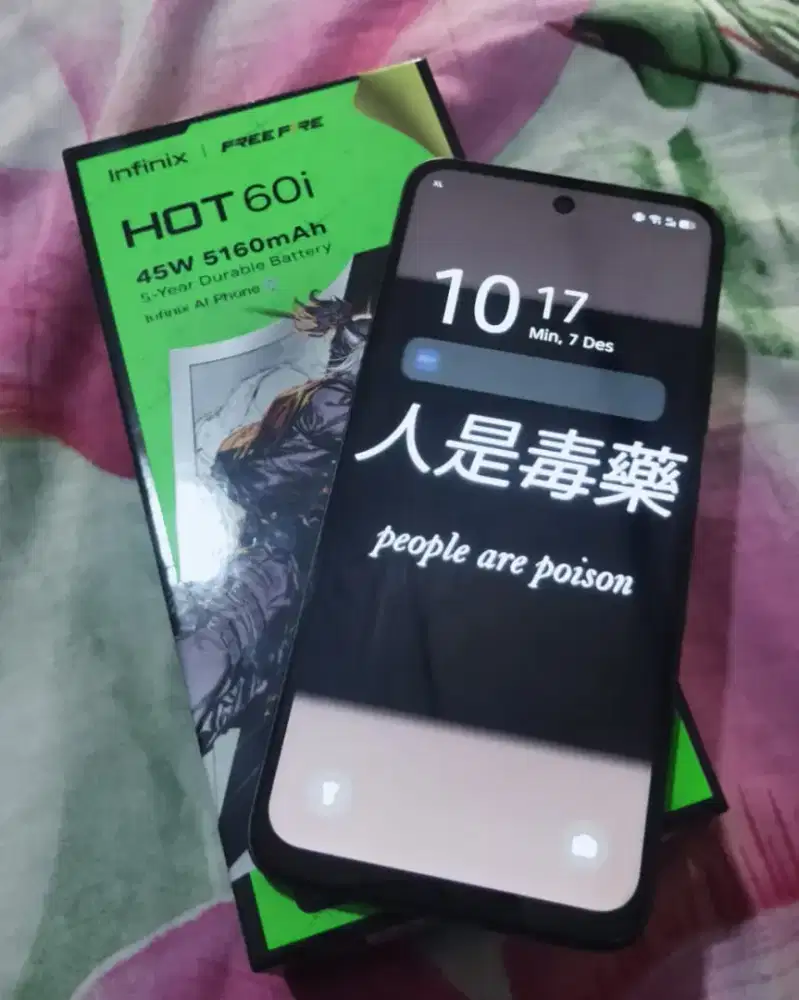 Infinix | FREE FIRE
HOT 60i
45W 5160mAh
5-Year Durable Battery
Infinix AI Phone
10 17
Min, 7 Des
人是毒藥
people are poison